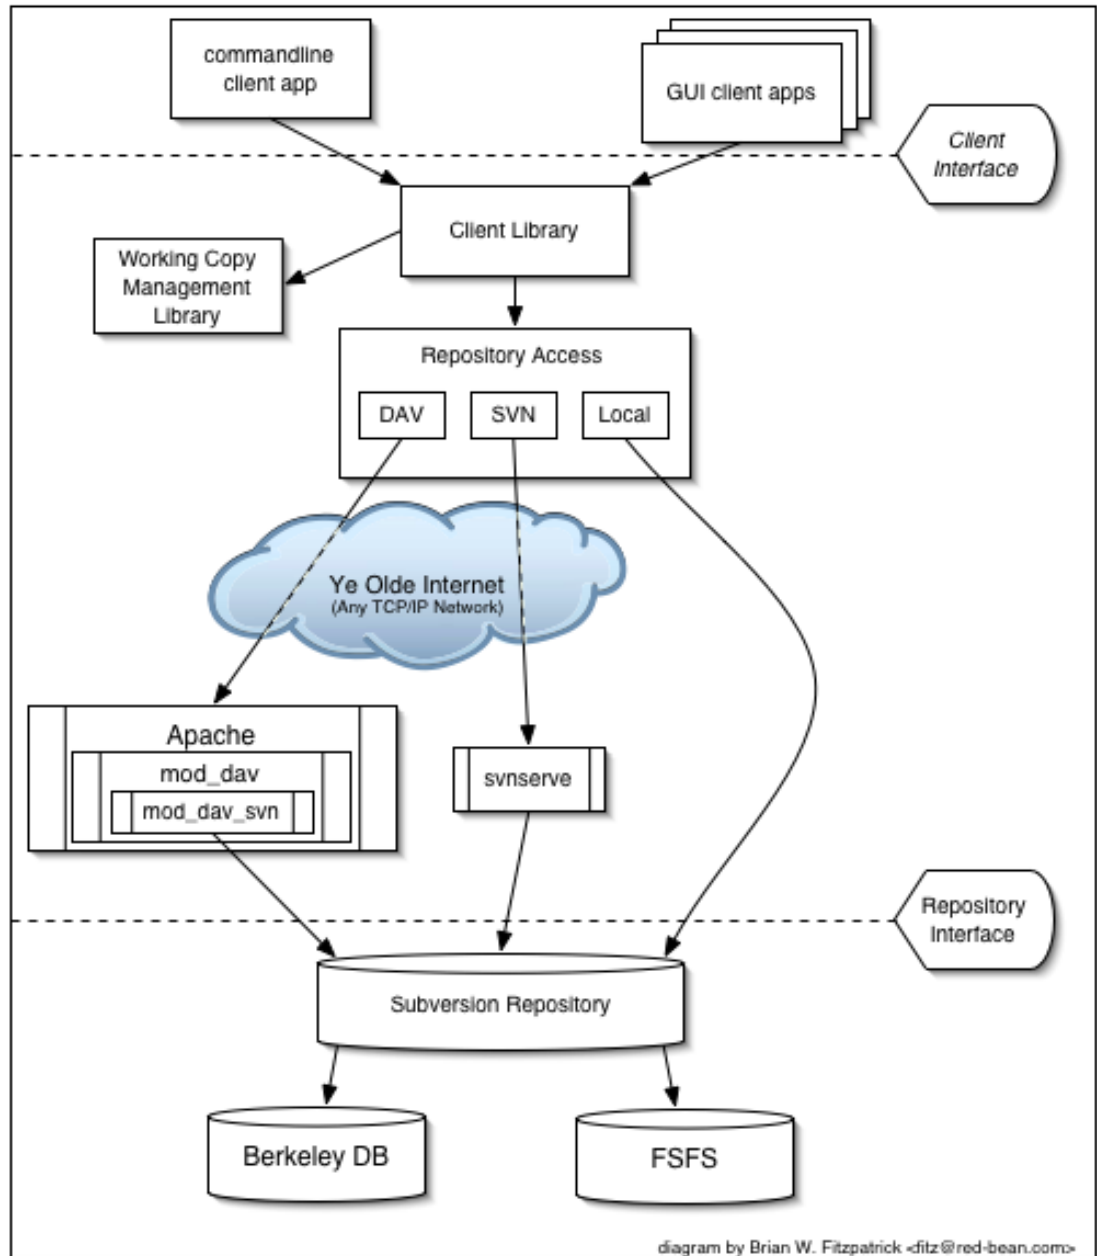 commandline
client app
GUI client apps
Client
Interface
Client Library
Working Copy
Management
Library
Repository Access
DAV
SVN
Local
Ye Olde Internet
(Any TCP/IP Network)
Apache
mod_dav
mod_dav_svn
svnserve
Repository
Interface
Subversion Repository
Berkeley DB
FSFS
diagram by Brian W. Fitzpatrick <fitz@red-bean.com>